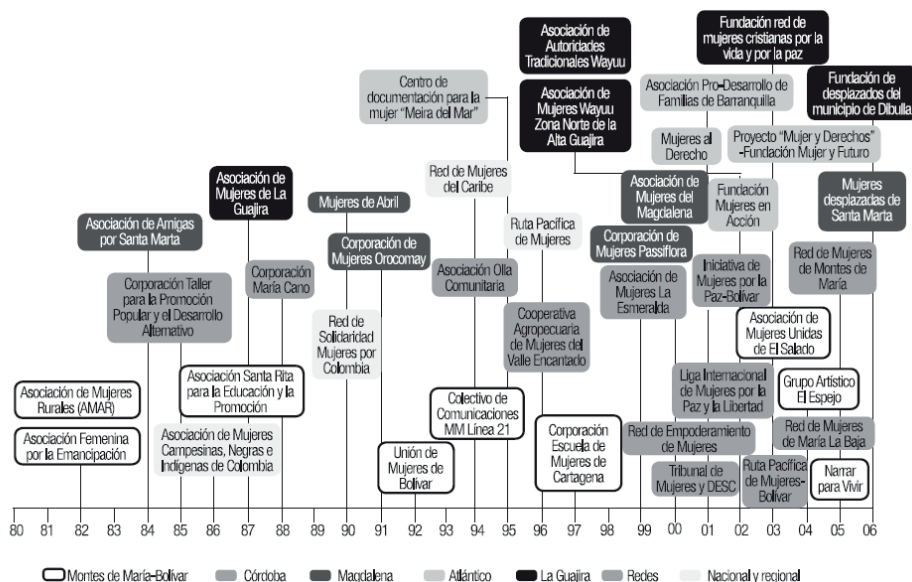 Asociación de
Autoridades
Tradicionales Wayuu
Fundación red de
mujeres cristianas por la
vida y por la paz
Centro de
documentación para la
mujer "Meira del Mar"
Asociación de
Mujeres Wayuu
Zona Norte de la
Alta Guajira
Asociación Pro-Desarrollo de
Familias de Barranquilla
Fundación de
desplazados del
municipio de Dibulla
Mujeres al
Derecho
Proyecto "Mujer y Derechos"
-Fundación Mujer y Futuro
Asociación de
Mujeres de La
Guajira
Red de Mujeres
del Caribe
Mujeres de Abril
Asociación de
Mujeres del
Magdalena
Fundación
Mujeres en
Acción
Mujeres
desplazadas de
Santa Marta
Asociación de Amigas
por Santa Marta
Ruta Pacífica
de Mujeres
Corporación de
Mujeres Orocomay
Corporación de
Mujeres Passiflora
Corporación Taller
para la Promoción
Popular y el Desarrollo
Alternativo
Corporación
María Cano
Asociación Olla
Comunitaria
Asociación de
Mujeres La
Esmeralda
Iniciativa de
Mujeres por la
Paz-Bolívar
Red de Mujeres
de Montes de
María
Red de
Solidaridad
Mujeres por
Colombia
Cooperativa
Agropecuaria
de Mujeres del
Valle Encantado
Asociación de
Mujeres Unidas
de El Salado
Asociación de Mujeres
Rurales (AMAR)
Asociación Santa Rita
para la Educación y la
Promoción
Liga Internacional
de Mujeres por la
Paz y la Libertad
Grupo Artístico
El Espejo
Colectivo de
Comunicaciones
MM Línea 21
Asociación Femenina
por la Emancipación
Asociación de Mujeres
Campesinas, Negras e
Indígenas de Colombia
Unión de
Mujeres de
Bolívar
Corporación
Escuela de
Mujeres de
Cartagena
Red de Empoderamiento de
Mujeres
Red de Mujeres
de María La Baja
Tribunal de
Mujeres y DESC
Ruta Pacífica
de Mujeres-
Bolívar
Narrar
para Vivir
80 81 82 83 84 85 86 87 88 89 90 91 92 93 94 95 96 97 98 99 00 01 02 03 04 05 06
Montes de María-Bolívar Córdoba Magdalena Atlántico La Guajira Redes Nacional y regional